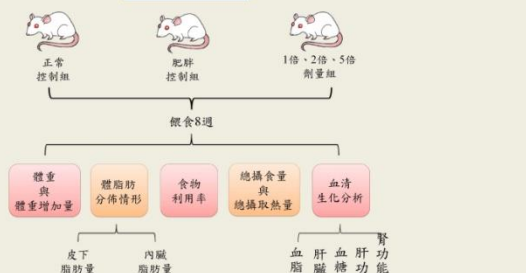 正常
控制組
肥胖
控制組
1倍、2倍、5倍
劑量組
餵食8週
體重
與
體重增加量
體脂肪
分佈情形
食物
利用率
總攝食量
與
總攝取熱量
血清
生化分析
皮下
脂肪量
內臟
脂肪量
血脂
肝臟
血糖
肝功
腎功能